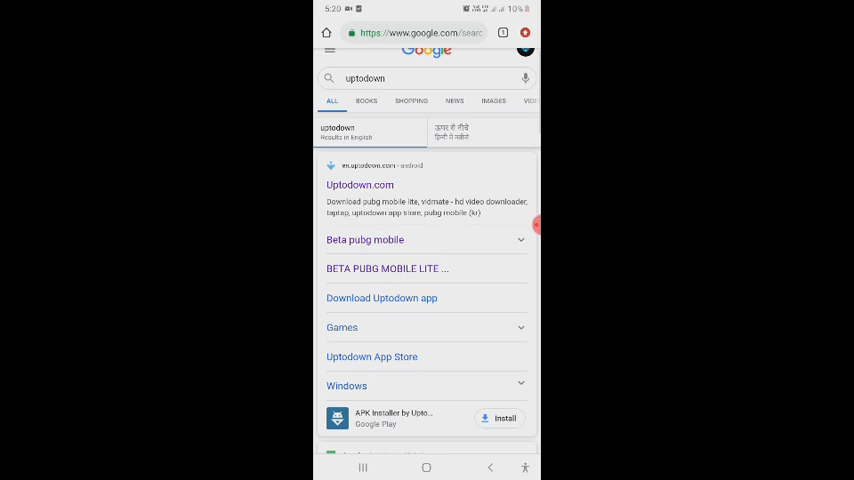 5:20
10%
https://www.google.com/searc
1
Google
uptodown
ALL BOOKS SHOPPING NEWS IMAGES VID
uptodown
Results in English
ऊपर से नीचे
हिन्दी में नतीजे
en.uptodown.com › android
Uptodown.com
Download pubg mobile lite, vidmate - hd video downloader,
taptap, uptodown app store, pubg mobile (kr)
Beta pubg mobile
BETA PUBG MOBILE LITE ...
Download Uptodown app
Games
Uptodown App Store
Windows
APK Installer by Upto...
Google Play
Install